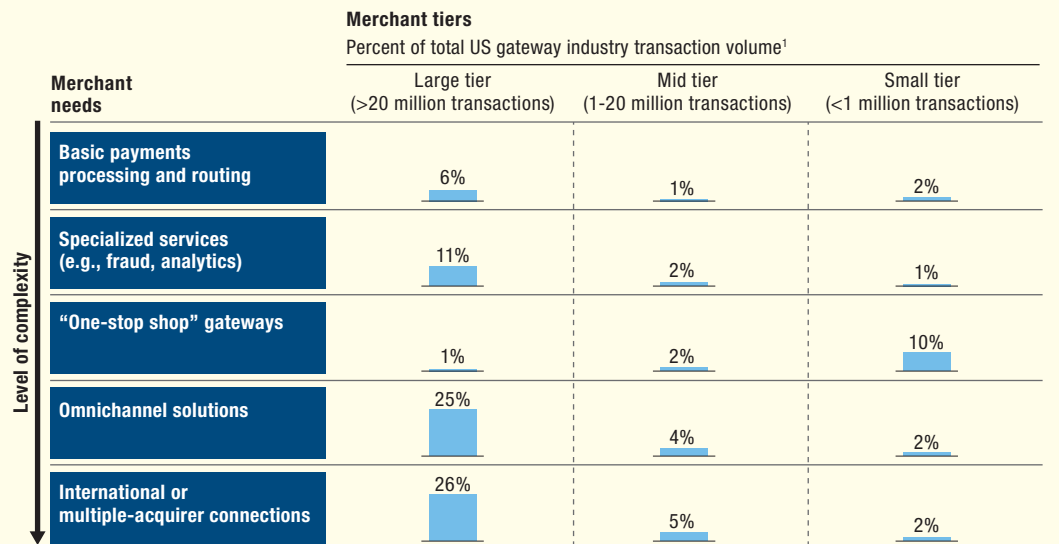 Merchant tiers
Percent of total US gateway industry transaction volume1
Merchant
needs
Large tier
(>20 million transactions)
Mid tier
(1-20 million transactions)
Small tier
(<1 million transactions)
Level of complexity
Basic payments
processing and routing
6%
1%
2%
Specialized services
(e.g., fraud, analytics)
11%
2%
1%
“One-stop shop” gateways
1%
2%
10%
Omnichannel solutions
25%
4%
2%
International or
multiple-acquirer connections
26%
5%
2%